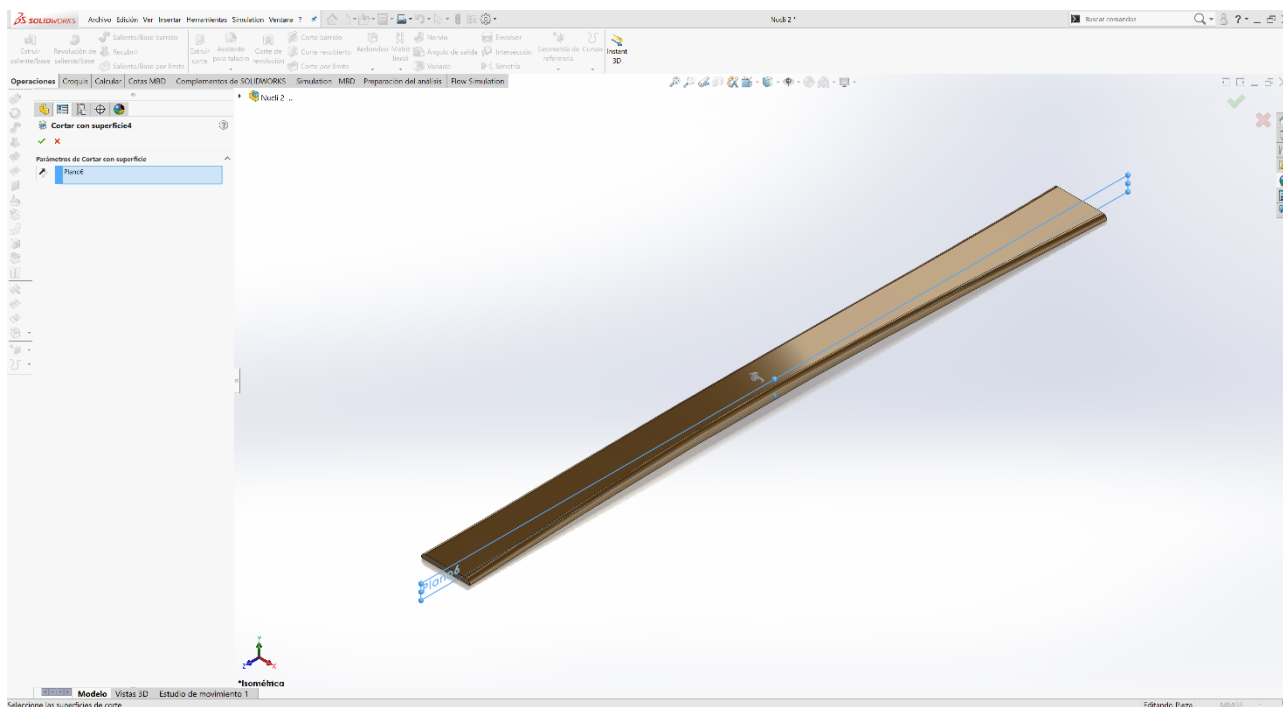 SOLIDWORKS Archivo Edición Ver Insertar Herramientas Simulation Ventana ? Nucli 2 * Buscar comandos ?
Extruir saliente/base
Revolución de saliente/base
Saliente/Base barrido
Recubrir
Saliente/Base por límite
Extruir corte
Asistente para taladro
Corte de revolución
Corte barrido
Corte recubierto
Corte por límite
Redondeo
Matriz lineal
Nervio
Ángulo de salida
Vaciado
Envolver
Intersección
Simetría
Geometría de referencia
Curvas
Instant 3D
Operaciones Croquis Calcular Cotas MBD Complementos de SOLIDWORKS Simulation MBD Preparación del análisis Flow Simulation
Nucli 2 ..
Cortar con superficie4
Parámetros de Cortar con superficie
Plano6
Plano6
Y
Z
X
*Isométrica
Modelo Vistas 3D Estudio de movimiento 1
Seleccione las superficies de corte. Editando Pieza MMGS